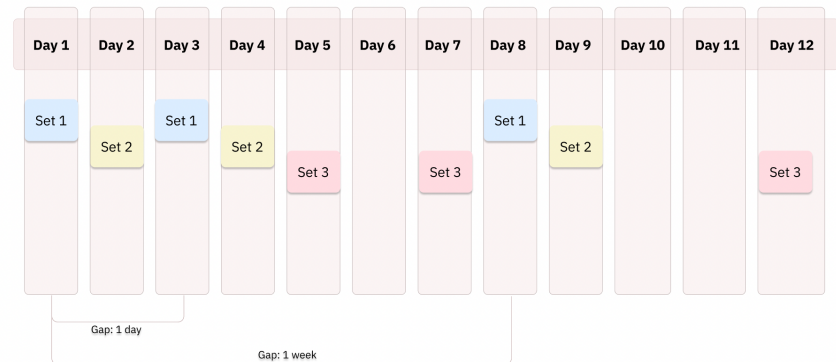 Day 1 Day 2 Day 3 Day 4 Day 5 Day 6 Day 7 Day 8 Day 9 Day 10 Day 11 Day 12
Set 1 Set 1 Set 1
Set 2 Set 2 Set 2
Set 3 Set 3 Set 3
Gap: 1 day
Gap: 1 week